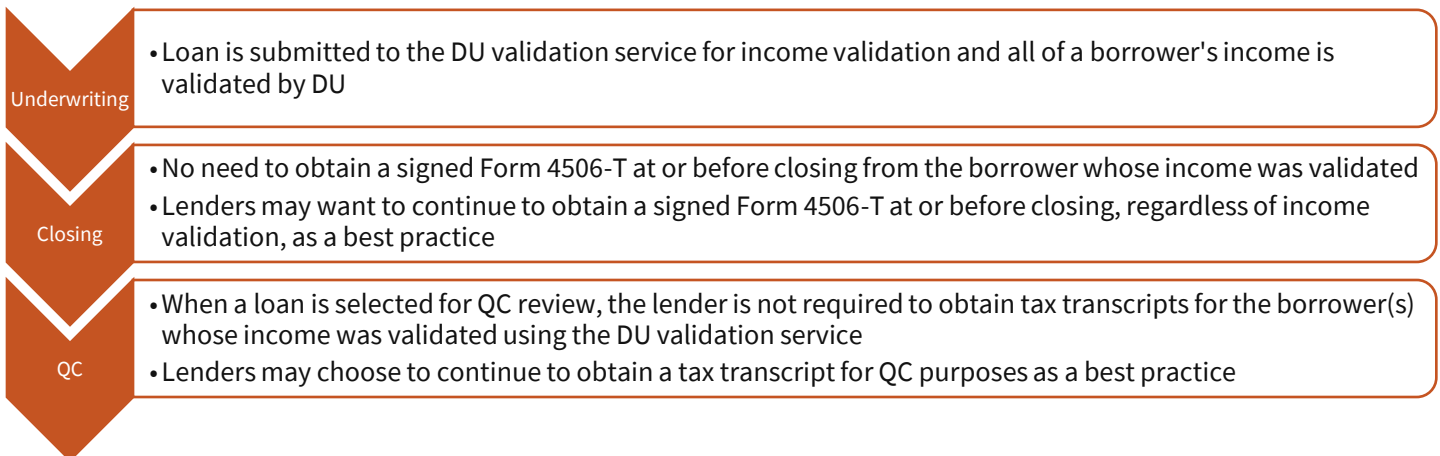 Underwriting
•Loan is submitted to the DU validation service for income validation and all of a borrower's income is
validated by DU
Closing
•No need to obtain a signed Form 4506-T at or before closing from the borrower whose income was validated
•Lenders may want to continue to obtain a signed Form 4506-T at or before closing, regardless of income
validation, as a best practice
QC
•When a loan is selected for QC review, the lender is not required to obtain tax transcripts for the borrower(s)
whose income was validated using the DU validation service
•Lenders may choose to continue to obtain a tax transcript for QC purposes as a best practice